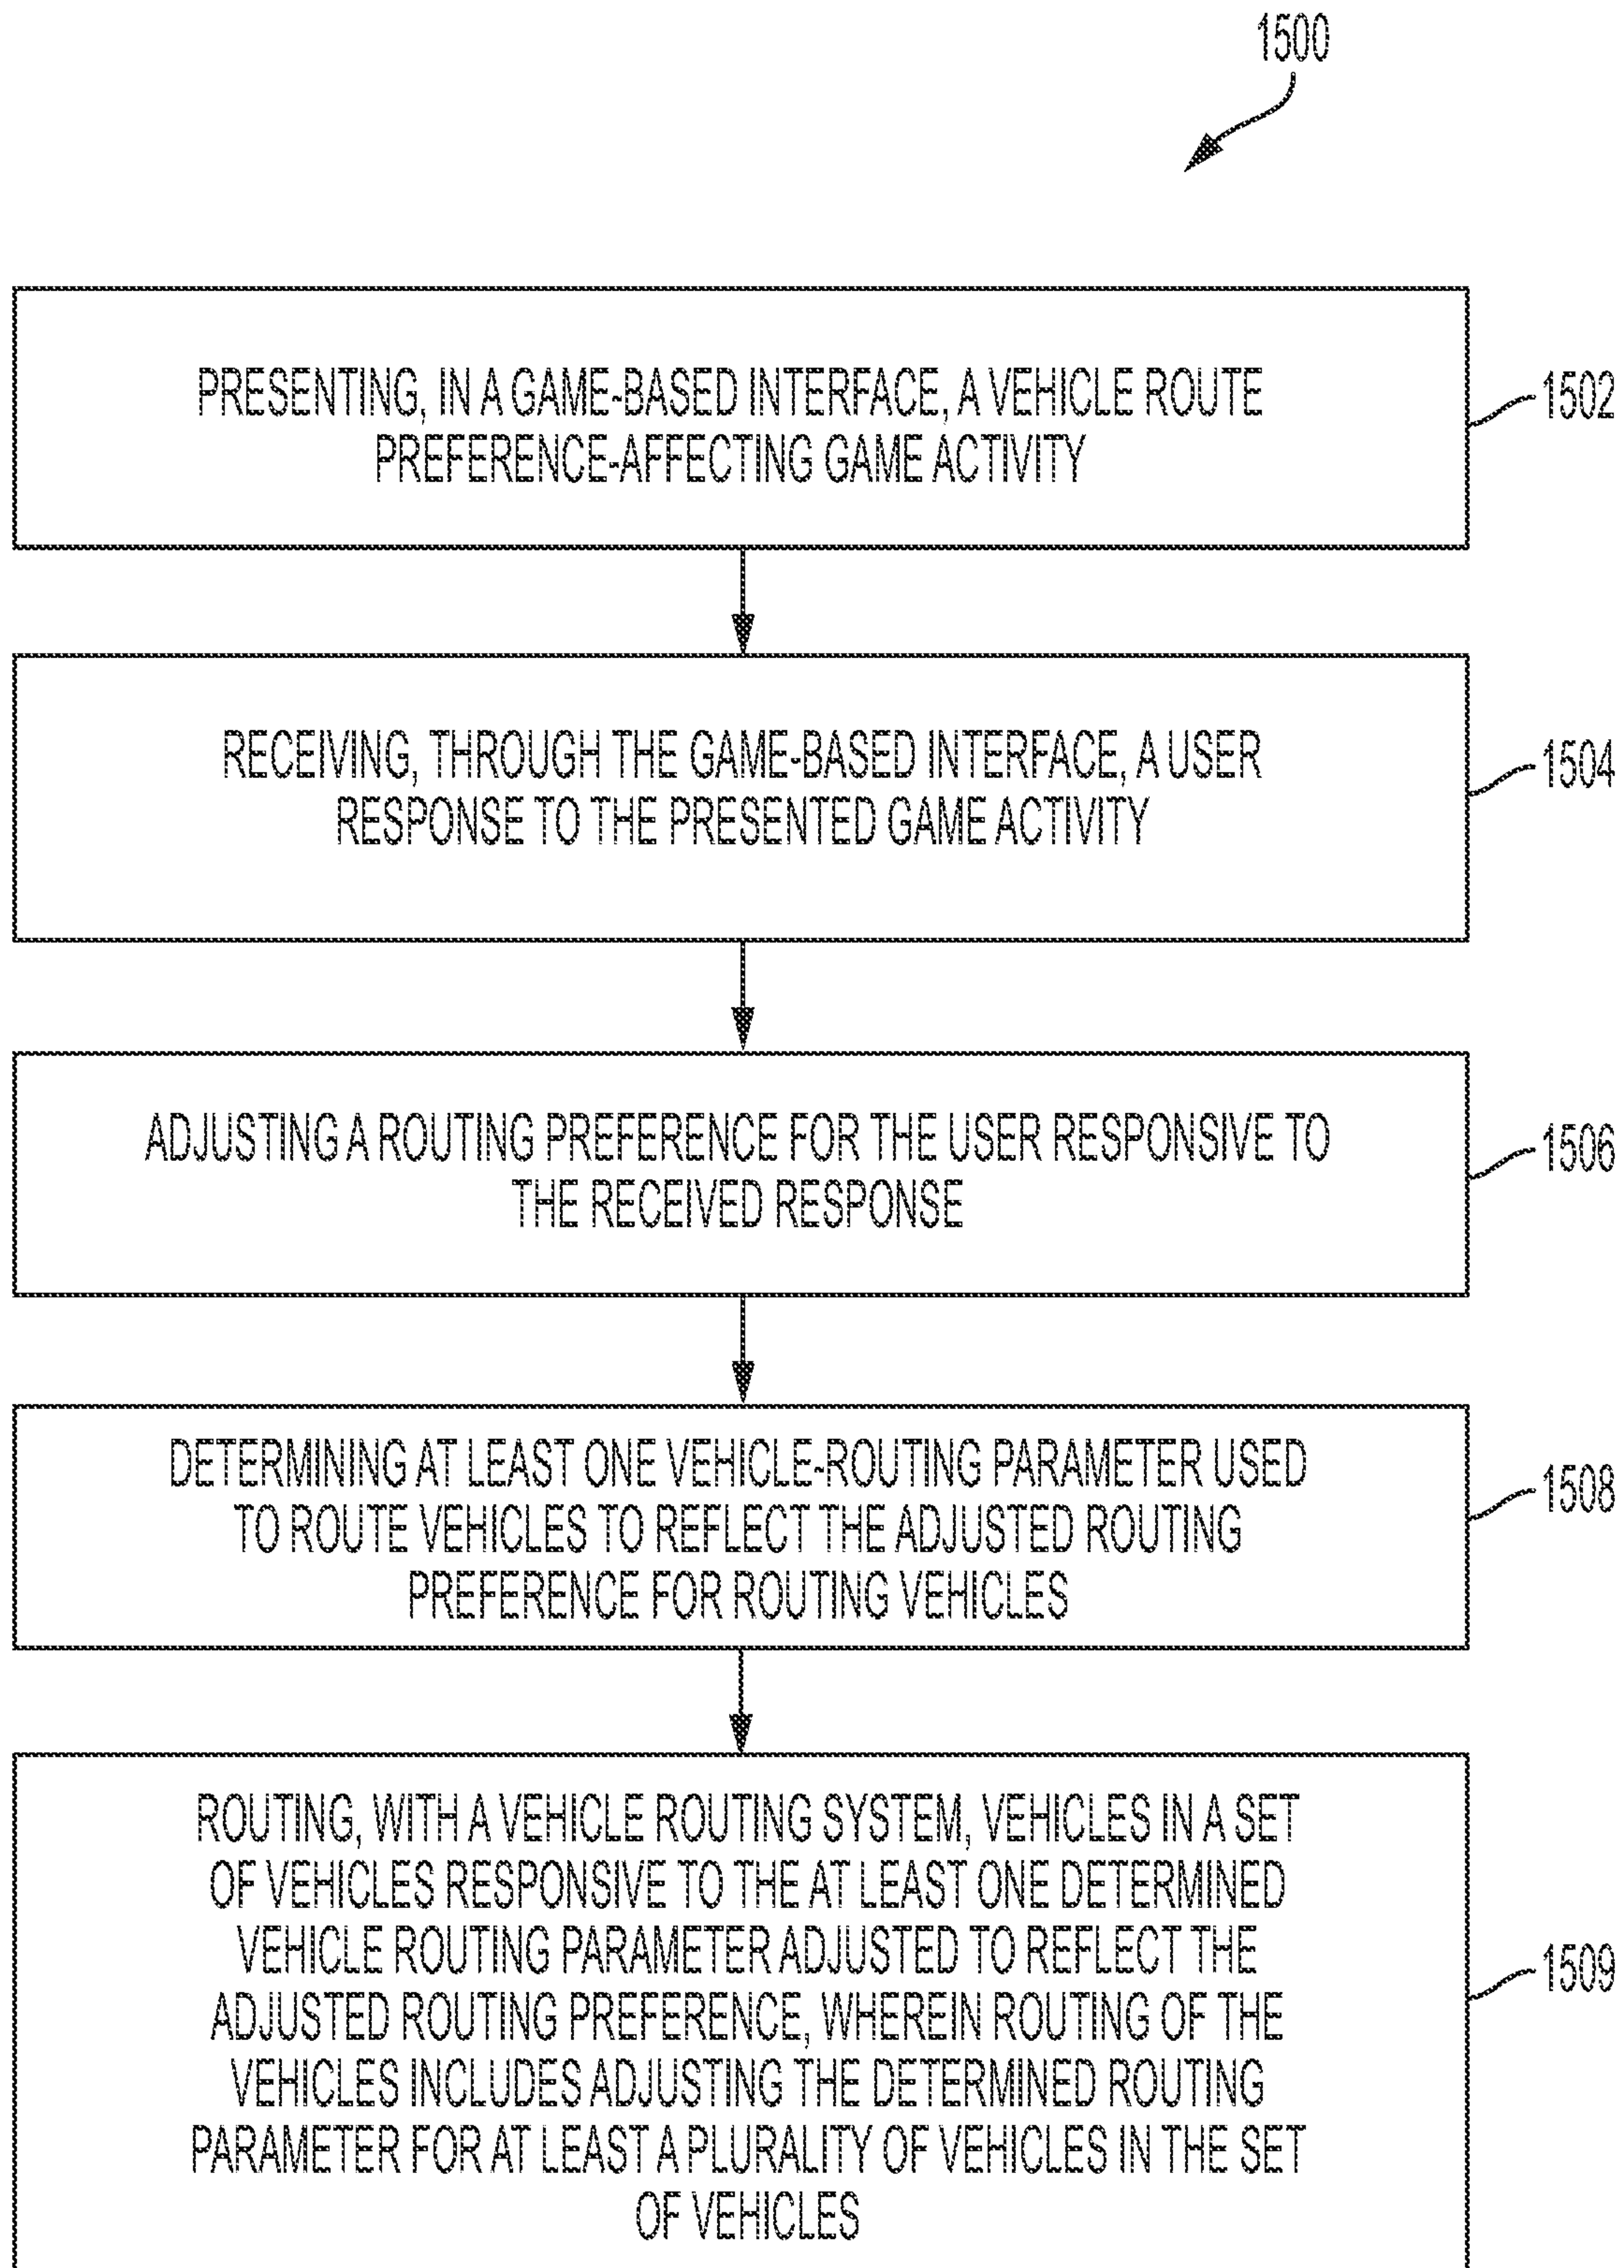 1500
PRESENTING, IN A GAME-BASED INTERFACE, A VEHICLE ROUTE
PREFERENCE-AFFECTING GAME ACTIVITY
1502
RECEIVING, THROUGH THE GAME-BASED INTERFACE, A USER
RESPONSE TO THE PRESENTED GAME ACTIVITY
1504
ADJUSTING A ROUTING PREFERENCE FOR THE USER RESPONSIVE TO
THE RECEIVED RESPONSE
1506
DETERMINING AT LEAST ONE VEHICLE-ROUTING PARAMETER USED
TO ROUTE VEHICLES TO REFLECT THE ADJUSTED ROUTING
PREFERENCE FOR ROUTING VEHICLES
1508
ROUTING, WITH A VEHICLE ROUTING SYSTEM, VEHICLES IN A SET
OF VEHICLES RESPONSIVE TO THE AT LEAST ONE DETERMINED
VEHICLE ROUTING PARAMETER ADJUSTED TO REFLECT THE
ADJUSTED ROUTING PREFERENCE, WHEREIN ROUTING OF THE
VEHICLES INCLUDES ADJUSTING THE DETERMINED ROUTING
PARAMETER FOR AT LEAST A PLURALITY OF VEHICLES IN THE SET
OF VEHICLES
1509